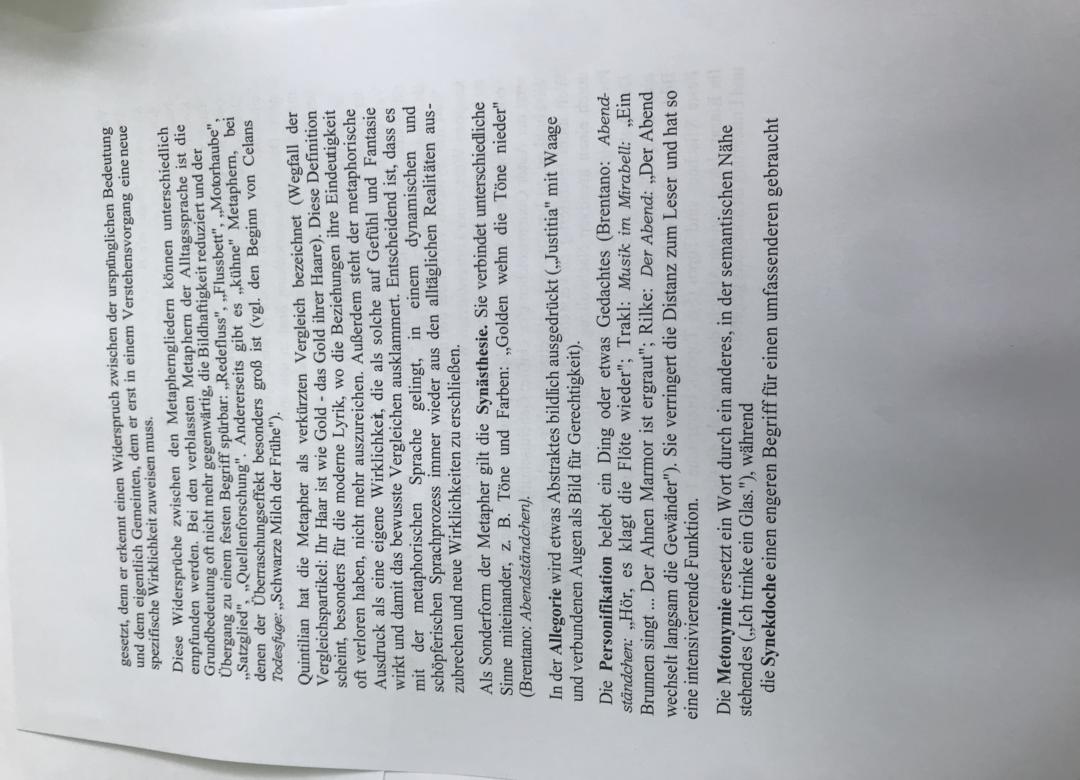 gesetzt, denn er erkennt einen Widerspruch zwischen der ursprünglichen Bedeutung
und dem eigentlich Gemeinten, dem er erst in einem Verstehensvorgang eine neue
spezifische Wirklichkeit zuweisen muss.
Diese Widersprüche zwischen den Metapherngliedern können unterschiedlich
empfunden werden. Bei den verblassten Metaphern der Alltagssprache ist die
Grundbedeutung oft nicht mehr gegenwärtig, die Bildhaftigkeit reduziert und der
Übergang zu einem festen Begriff spürbar: „Redefluss", „Flussbett", „Motorhaube",
„Satzglied", „Quellenforschung". Andererseits gibt es „kühne" Metaphern, bei
denen der Überraschungseffekt besonders groß ist (vgl. den Beginn von Celans
Todesfuge: „Schwarze Milch der Frühe").
Quintilian hat die Metapher als verkürzten Vergleich bezeichnet (Wegfall der
Vergleichspartikel: Ihr Haar ist wie Gold - das Gold ihrer Haare). Diese Definition
scheint, besonders für die moderne Lyrik, wo die Beziehungen ihre Eindeutigkeit
oft verloren haben, nicht mehr auszureichen. Außerdem steht der metaphorische
Ausdruck als eine eigene Wirklichkeit, die als solche auf Gefühl und Fantasie
wirkt und damit das bewusste Vergleichen ausklammert. Entscheidend ist, dass es
mit der metaphorischen Sprache gelingt, in einem dynamischen und
schöpferischen Sprachprozess immer wieder aus den alltäglichen Realitäten aus-
zubrechen und neue Wirklichkeiten zu erschließen.
Als Sonderform der Metapher gilt die Synästhesie. Sie verbindet unterschiedliche
Sinne miteinander, z. B. Töne und Farben: „Golden wehn die Töne nieder"
(Brentano: Abendständchen).
In der Allegorie wird etwas Abstraktes bildlich ausgedrückt („Justitia" mit Waage
und verbundenen Augen als Bild für Gerechtigkeit).
Die Personifikation belebt ein Ding oder etwas Gedachtes (Brentano: Abend-
ständchen: „Hör, es klagt die Flöte wieder"; Trakl: Musik im Mirabell: „Ein
Brunnen singt ... Der Ahnen Marmor ist ergraut"; Rilke: Der Abend: „Der Abend
wechselt langsam die Gewänder"). Sie verringert die Distanz zum Leser und hat so
eine intensivierende Funktion.
Die Metonymie ersetzt ein Wort durch ein anderes, in der semantischen Nähe
stehendes („Ich trinke ein Glas."), während
die Synekdoche einen engeren Begriff für einen umfassenderen gebraucht